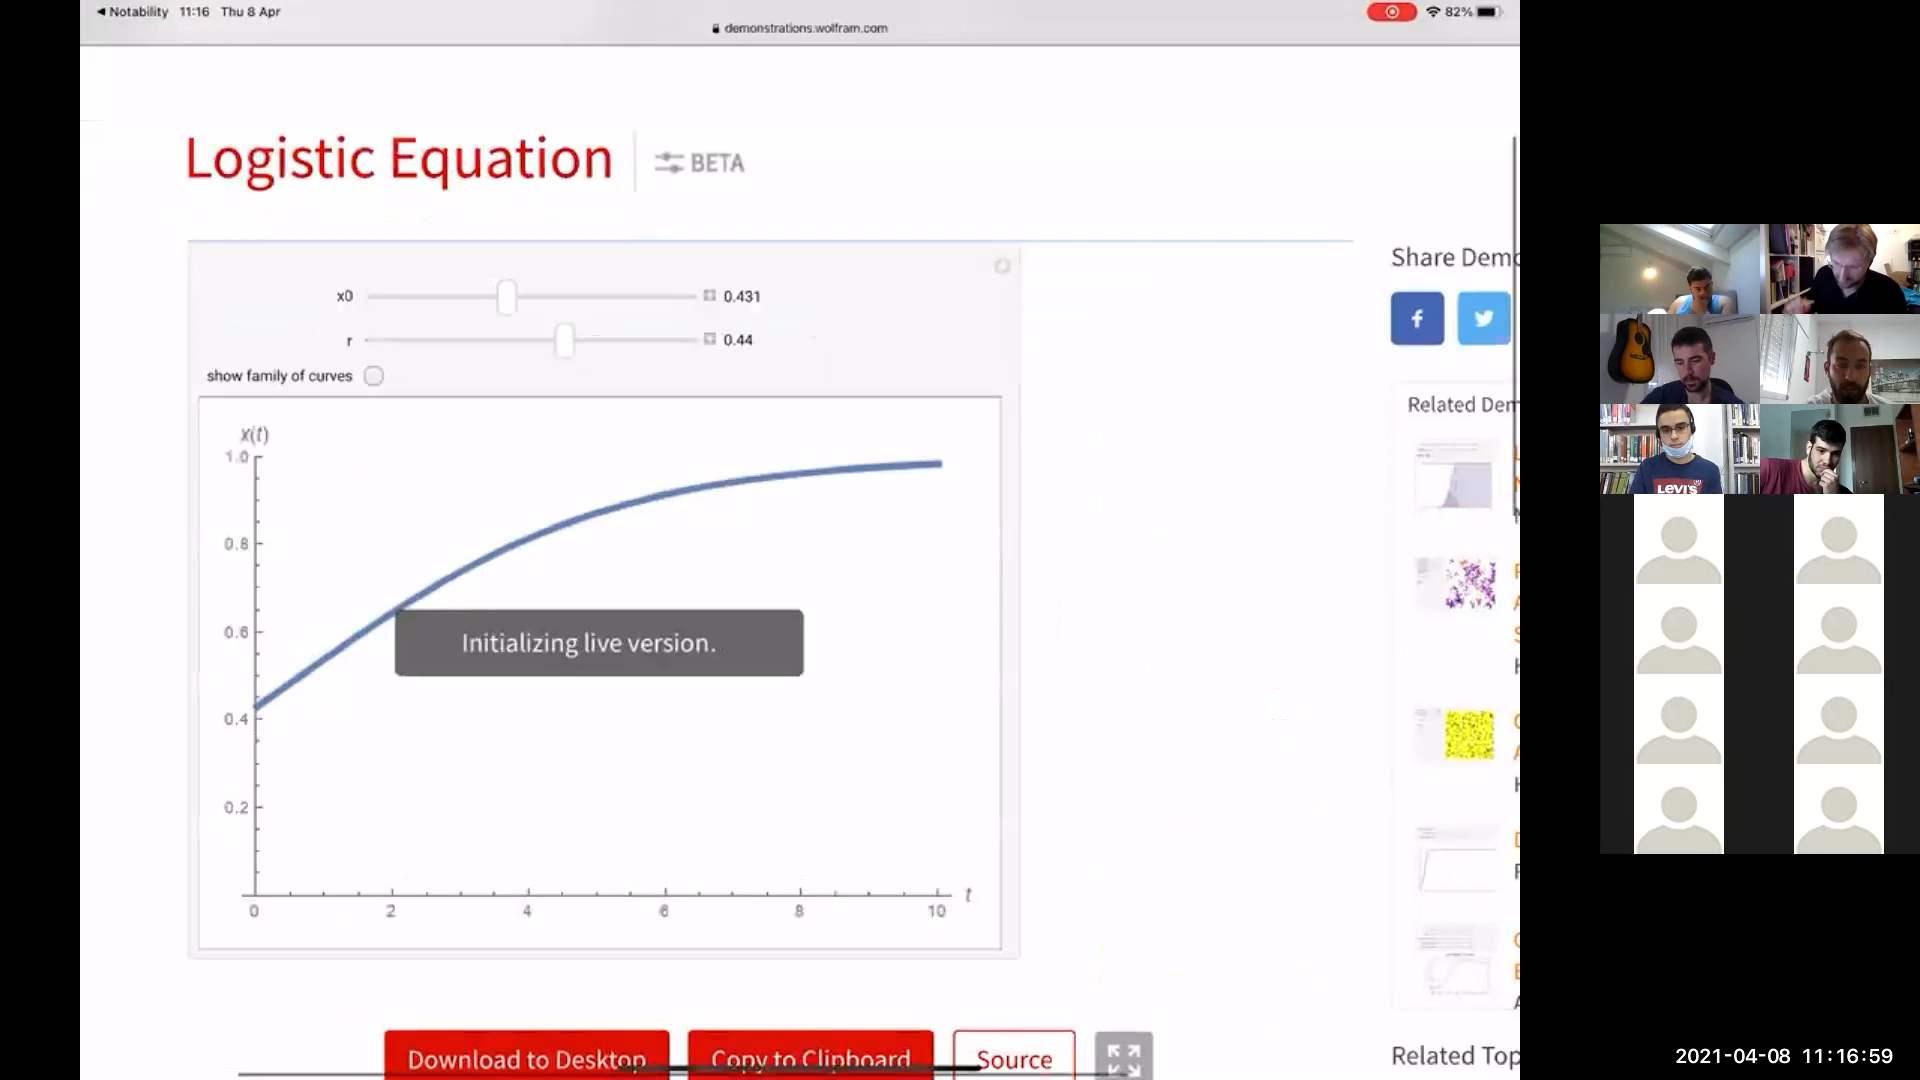 ◀ Notability 11:16 Thu 8 Apr
82%
demonstrations.wolfram.com
Logistic Equation
BETA
x0 0.431
r 0.44
show family of curves
x(t)
1.0
0.8
0.6
0.4
0.2
0 2 4 6 8 10 t
Initializing live version.
Download to Desktop
Copy to Clipboard
Source
Share Demo
Related Dem
Related Top
LEVI'S
2021-04-08 11:16:59